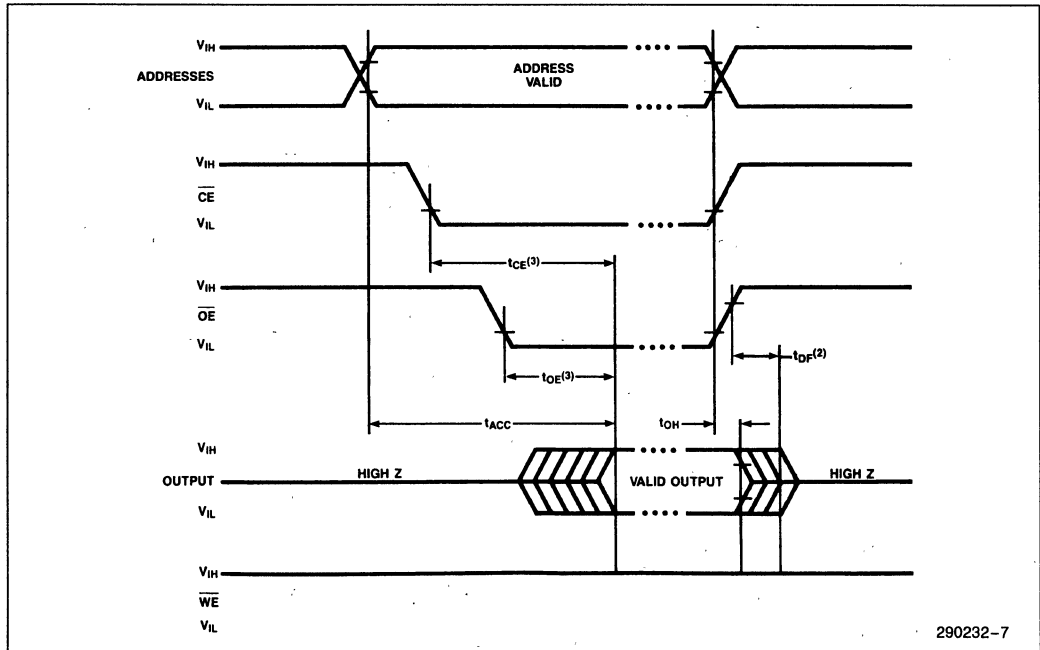 VIH
ADDRESSES
ADDRESS
VALID
VIL
VIH
CE
VIL
tCE(3)
VIH
OE
VIL
tDF(2)
tOE(3)
tACC
tOH
VIH
OUTPUT
HIGH Z
VALID OUTPUT
HIGH Z
VIL
VIH
WE
VIL
290232-7